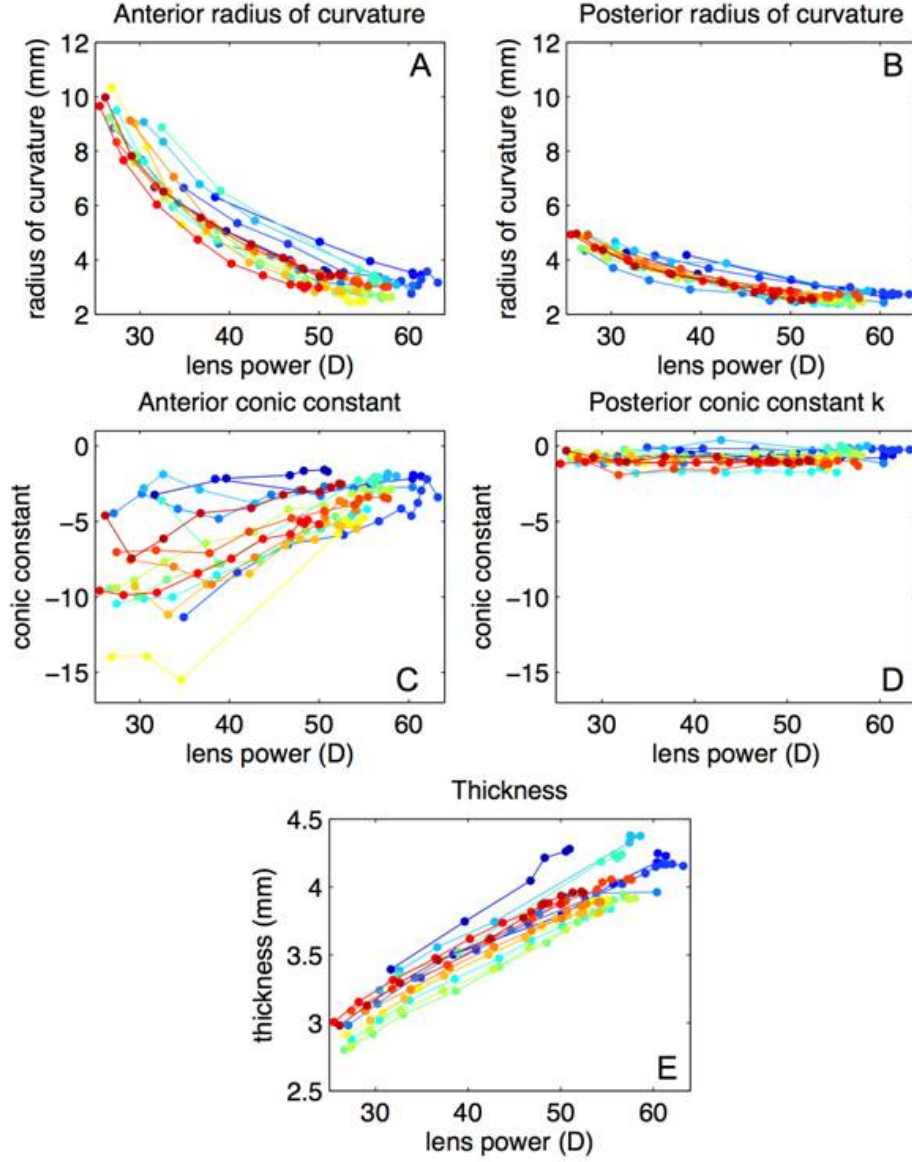 Anterior radius of curvature
Posterior radius of curvature
12
10
8
6
4
2
radius of curvature (mm)
A
30
40
50
60
lens power (D)
12
10
8
6
4
2
radius of curvature (mm)
B
30
40
50
60
lens power (D)
Anterior conic constant
Posterior conic constant k
0
−5
−10
−15
conic constant
C
30
40
50
60
lens power (D)
0
−5
−10
−15
conic constant
D
30
40
50
60
lens power (D)
Thickness
4.5
4
3.5
3
2.5
thickness (mm)
E
30
40
50
60
lens power (D)